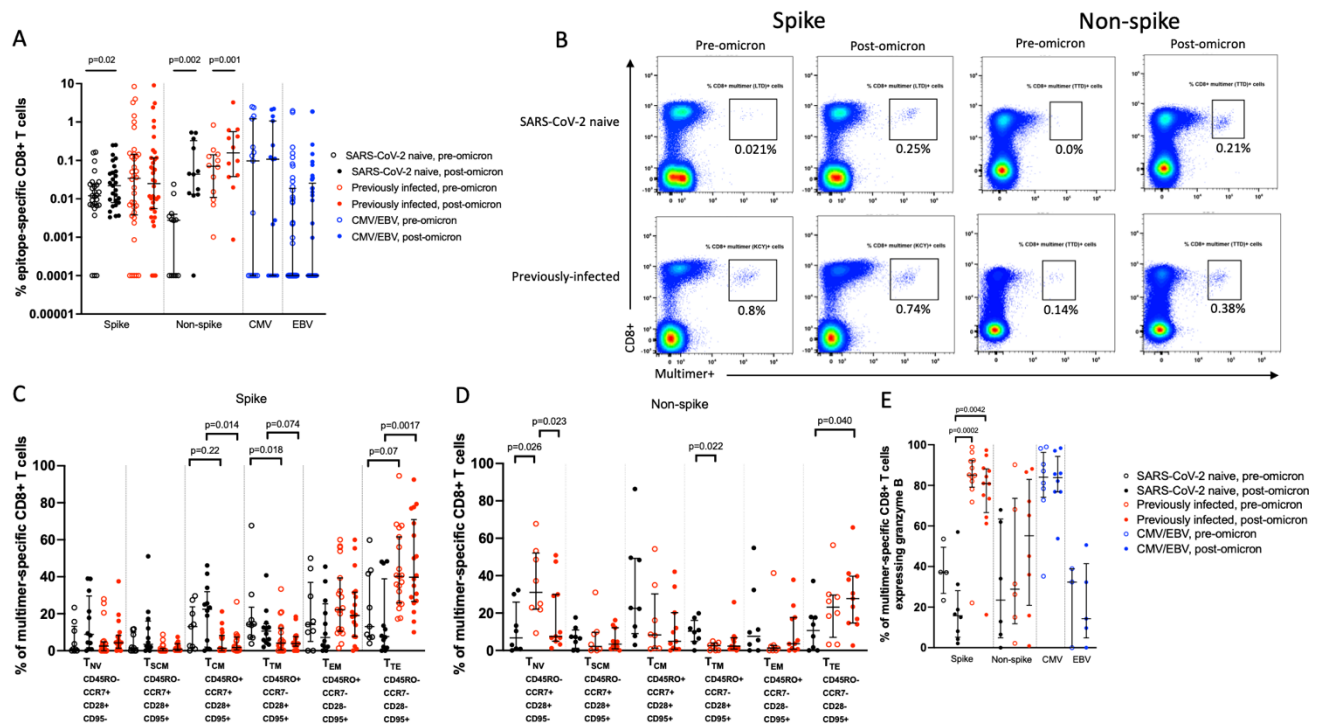 A
p=0.02
p=0.002
p=0.001
% epitope-specific CD8+ T cells
10
1
0.1
0.01
0.001
0.0001
0.00001
Spike
Non-spike
CMV
EBV
SARS-CoV-2 naive, pre-omicron
SARS-CoV-2 naive, post-omicron
Previously infected, pre-omicron
Previously infected, post-omicron
CMV/EBV, pre-omicron
CMV/EBV, post-omicron
B
Spike
Non-spike
Pre-omicron
Post-omicron
Pre-omicron
Post-omicron
SARS-CoV-2 naive
% CD8+ multimer (LTD)+ cells
0.021%
% CD8+ multimer (LTD)+ cells
0.25%
% CD8+ multimer (TTD)+ cells
0.0%
% CD8+ multimer (TTD)+ cells
0.21%
Previously-infected
% CD8+ multimer (KCY)+ cells
0.8%
% CD8+ multimer (KCY)+ cells
0.74%
% CD8+ multimer (TTD)+ cells
0.14%
% CD8+ multimer (TTD)+ cells
0.38%
CD8+
Multimer+
C
Spike
p=0.22
p=0.014
p=0.018
p=0.074
p=0.07
p=0.0017
% of multimer-specific CD8+ T cells
100
80
60
40
20
0
TNV
TSCM
TCM
TTM
TEM
TTE
CD45RO- CD45RO- CD45RO+ CD45RO+ CD45RO+ CD45RO-
CCR7+ CCR7+ CCR7+ CCR7- CCR7- CCR7-
CD28+ CD28+ CD28+ CD28+ CD28- CD28-
CD95- CD95+ CD95+ CD95+ CD95+ CD95+
D
Non-spike
p=0.026
p=0.023
p=0.022
p=0.040
% of multimer-specific CD8+ T cells
100
80
60
40
20
0
TNV
TSCM
TCM
TTM
TEM
TTE
CD45RO- CD45RO- CD45RO+ CD45RO+ CD45RO+ CD45RO-
CCR7+ CCR7+ CCR7+ CCR7- CCR7- CCR7-
CD28+ CD28+ CD28+ CD28+ CD28- CD28-
CD95- CD95+ CD95+ CD95+ CD95+ CD95+
E
p=0.0042
p=0.0002
% of multimer-specific CD8+ T cells
expressing granzyme B
100
80
60
40
20
0
Spike
Non-spike
CMV
EBV
SARS-CoV-2 naive, pre-omicron
SARS-CoV-2 naive, post-omicron
Previously infected, pre-omicron
Previously infected, post-omicron
CMV/EBV, pre-omicron
CMV/EBV, post-omicron